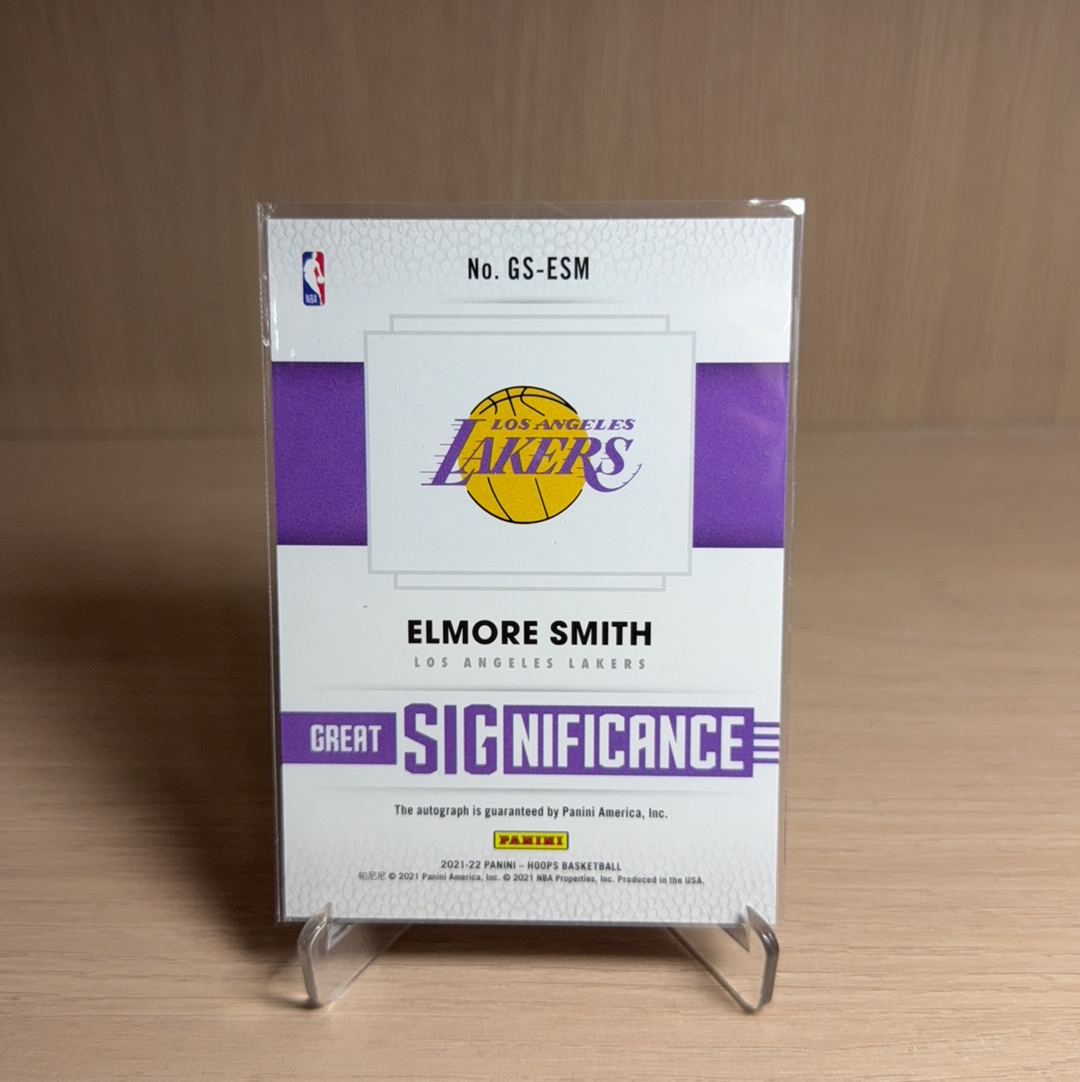 No. GS-ESM
NBA
LOS ANGELES
LAKERS
ELMORE SMITH
LOS ANGELES LAKERS
GREAT SIGNIFICANCE
The autograph is guaranteed by Panini America, Inc.
PANINI
2021-22 PANINI – HOOPS BASKETBALL
帕尼尼 © 2021 Panini America, Inc. © 2021 NBA Properties, Inc. Produced in the USA.